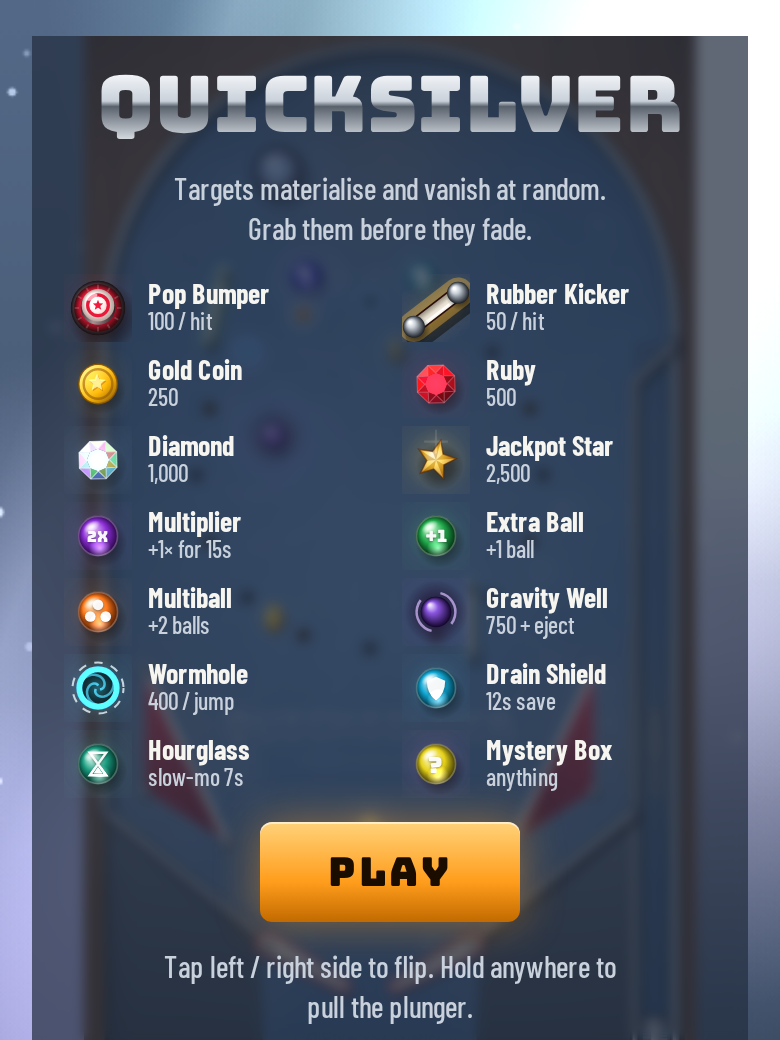 QUICKSILVER
Targets materialise and vanish at random.
Grab them before they fade.
Pop Bumper
100 / hit
Rubber Kicker
50 / hit
Gold Coin
250
Ruby
500
Diamond
1,000
Jackpot Star
2,500
2X
Multiplier
+1× for 15s
+1
Extra Ball
+1 ball
Multiball
+2 balls
Gravity Well
750 + eject
Wormhole
400 / jump
Drain Shield
12s save
Hourglass
slow-mo 7s
?
Mystery Box
anything
PLAY
Tap left / right side to flip. Hold anywhere to
pull the plunger.